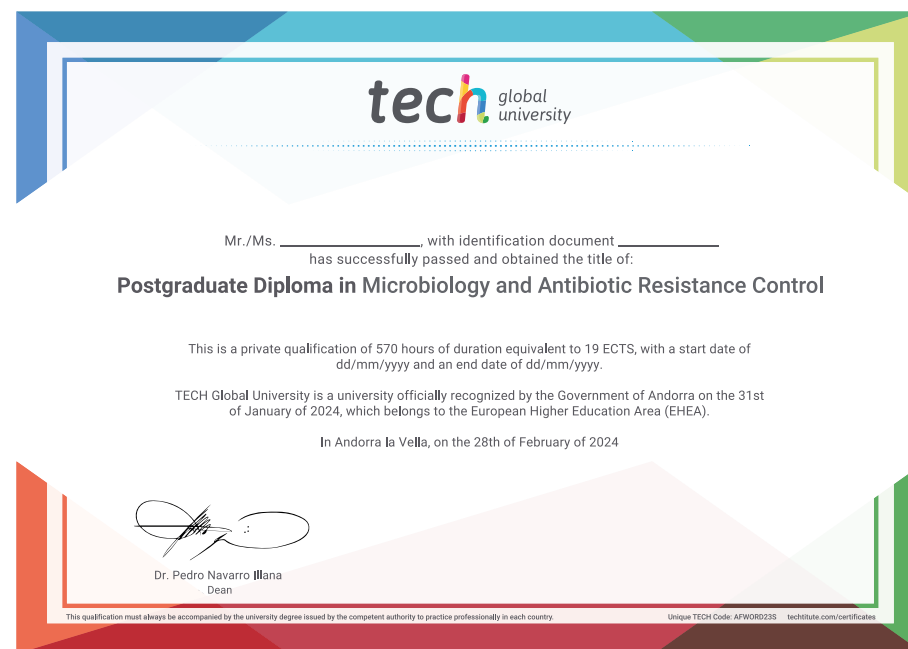 tech global university
Mr./Ms. ____________, with identification document ____________
has successfully passed and obtained the title of:
Postgraduate Diploma in Microbiology and Antibiotic Resistance Control
This is a private qualification of 570 hours of duration equivalent to 19 ECTS, with a start date of
dd/mm/yyyy and an end date of dd/mm/yyyy.
TECH Global University is a university officially recognized by the Government of Andorra on the 31st
of January of 2024, which belongs to the European Higher Education Area (EHEA).
In Andorra la Vella, on the 28th of February of 2024
Dr. Pedro Navarro Illana
Dean
This qualification must always be accompanied by the university degree issued by the competent authority to practice professionally in each country.
Unique TECH Code: AFWORD23S techtitute.com/certificates